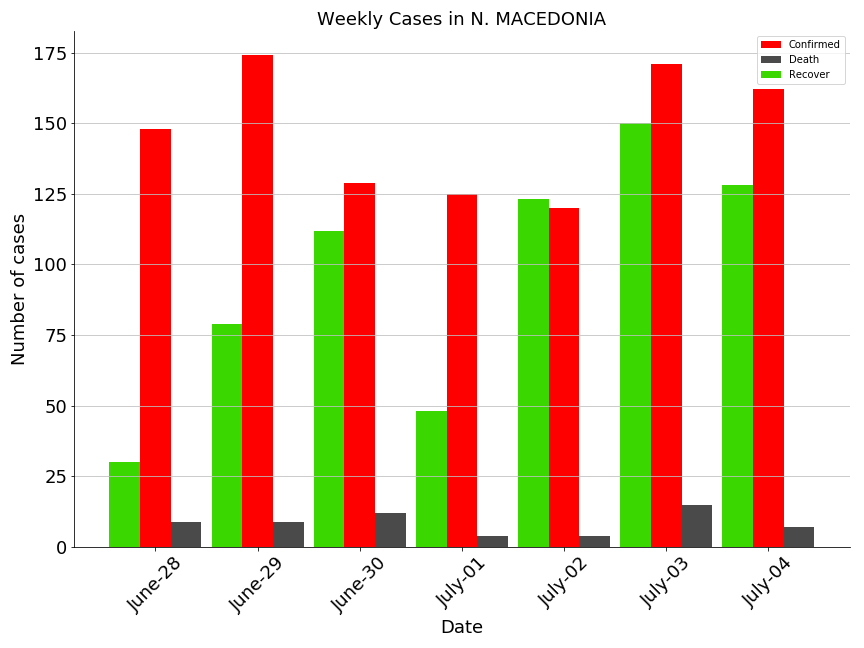 Weekly Cases in N. MACEDONIA
Confirmed
Death
Recover
Number of cases
175
150
125
100
75
50
25
0
June-28
June-29
June-30
July-01
July-02
July-03
July-04
Date